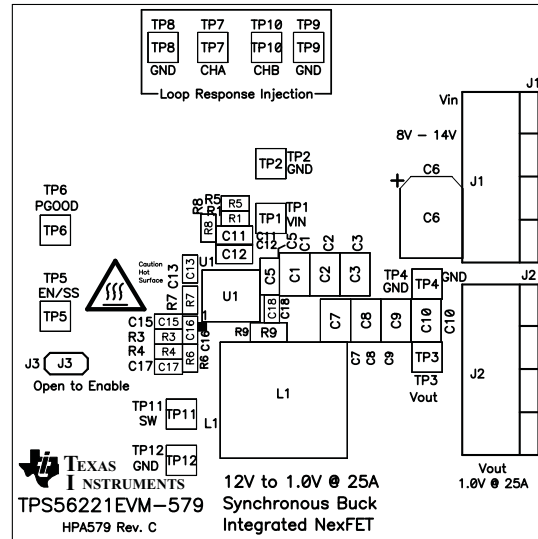 TP8 TP7 TP10 TP9
TP8 TP7 TP10 TP9
GND CHA CHB GND
Loop Response Injection
J1
Vin
8V - 14V
C6
+
C6
J1
TP2
TP2
GND
TP6
PGOOD
TP6
R8
R5
R5
R1
R1
R8
C11
C11
C12
C12
TP1
TP1
VIN
C5
C1
C2
C3
U1
C13
C13
C5
C1
C2
C3
Caution
Hot
Surface
TP5
EN/SS
TP5
R7
R7
U1
C18
C18
TP4
GND
TP4
GND
J2
1
C15
C15
C16
C16
R3
R3
R4
R4
R6
R6
C17
C17
R9
R9
C7
C8
C9
C10
C10
C7
C8
C9
TP3
TP3
Vout
J3
J3
Open to Enable
L1
L1
J2
TP11
SW
TP11
TP12
GND
TP12
Vout
1.0V @ 25A
TEXAS
INSTRUMENTS
TPS56221EVM-579
HPA579 Rev. C
12V to 1.0V @ 25A
Synchronous Buck
Integrated NexFET